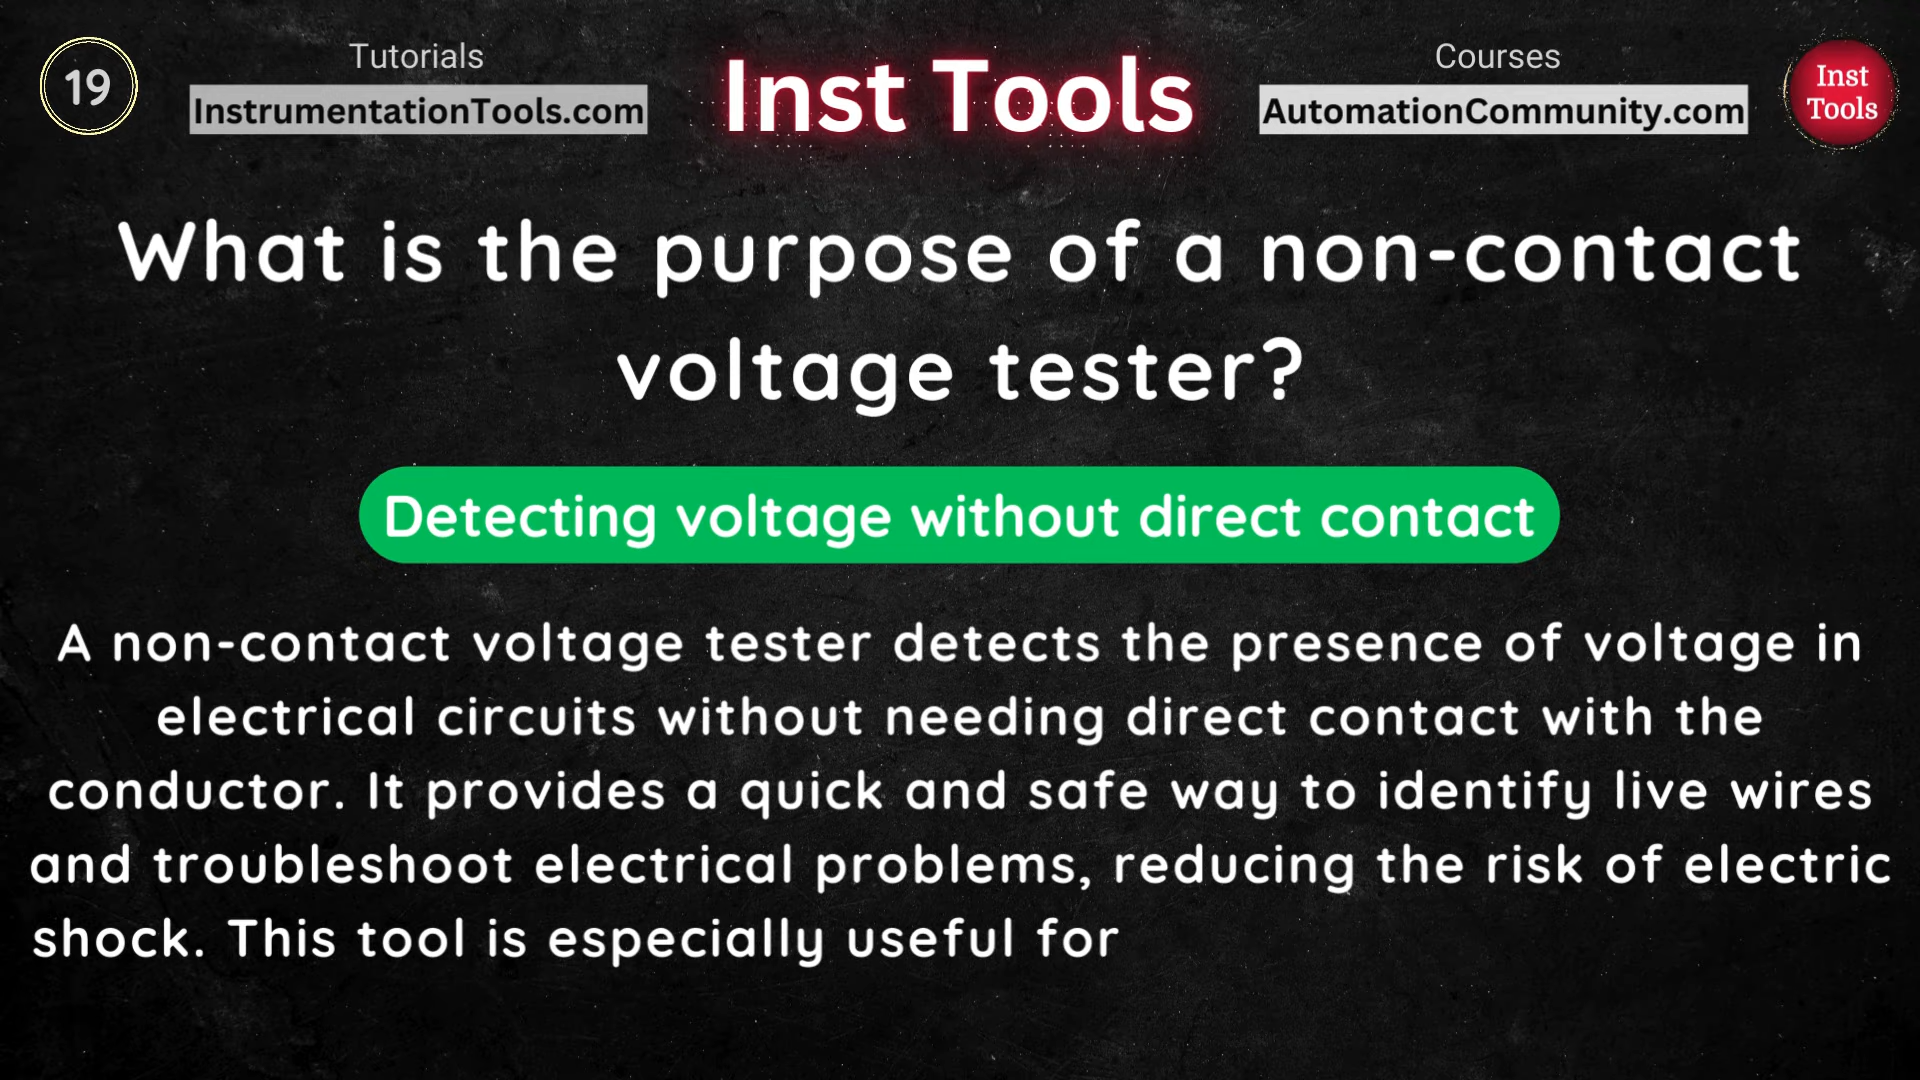 19
Tutorials
InstrumentationTools.com
Inst Tools
Courses
AutomationCommunity.com
Inst
Tools
What is the purpose of a non-contact
voltage tester?
Detecting voltage without direct contact
A non-contact voltage tester detects the presence of voltage in
electrical circuits without needing direct contact with the
conductor. It provides a quick and safe way to identify live wires
and troubleshoot electrical problems, reducing the risk of electric
shock. This tool is especially useful for